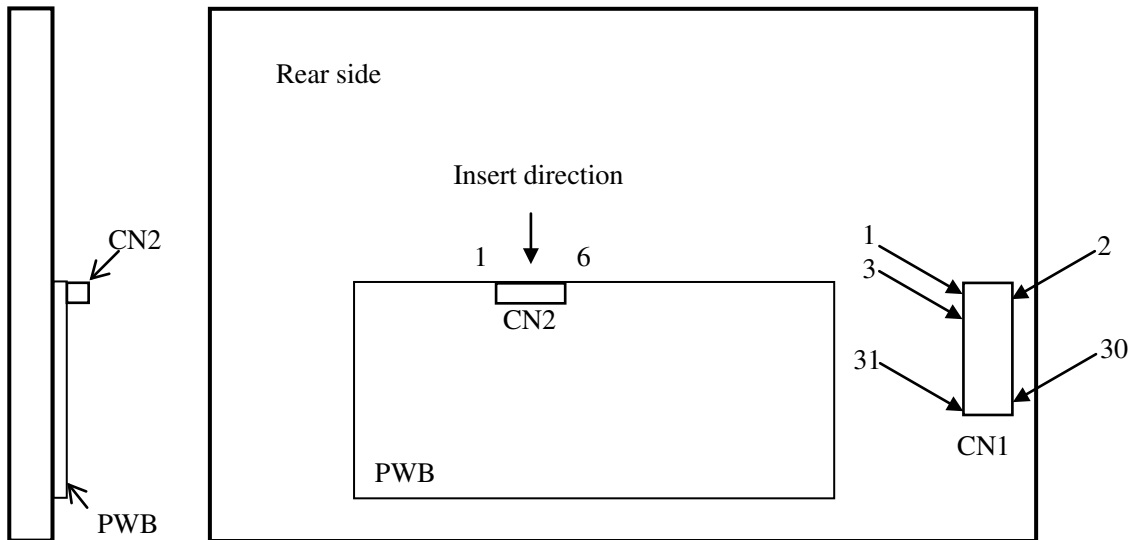 Rear side
Insert direction
CN2
1
6
CN2
PWB
PWB
1
2
3
31
30
CN1